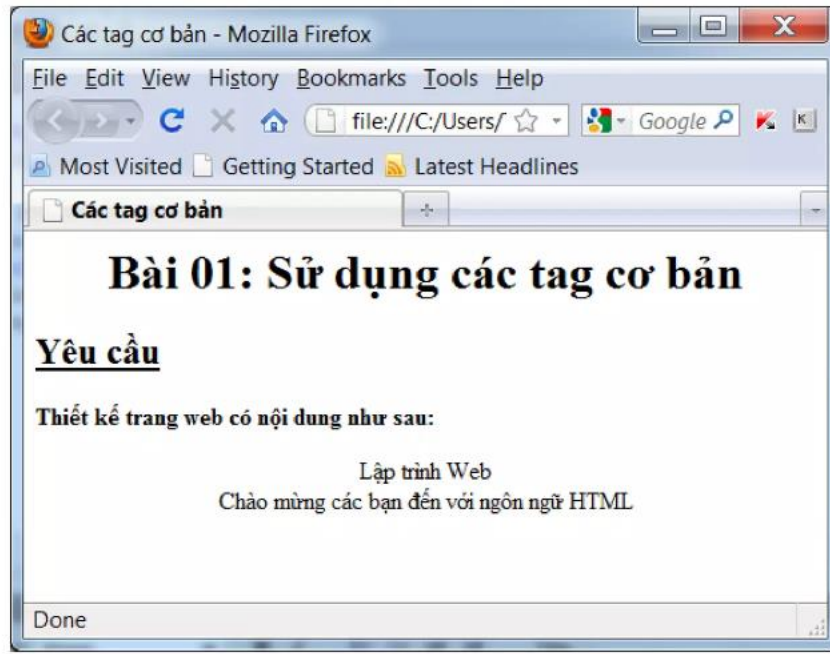 Các tag cơ bản - Mozilla Firefox
File Edit View History Bookmarks Tools Help
file:///C:/Users/ Google
Most Visited Getting Started Latest Headlines
Các tag cơ bản
Bài 01: Sử dụng các tag cơ bản
Yêu cầu
Thiết kế trang web có nội dung như sau:
Lập trình Web
Chào mừng các bạn đến với ngôn ngữ HTML
Done